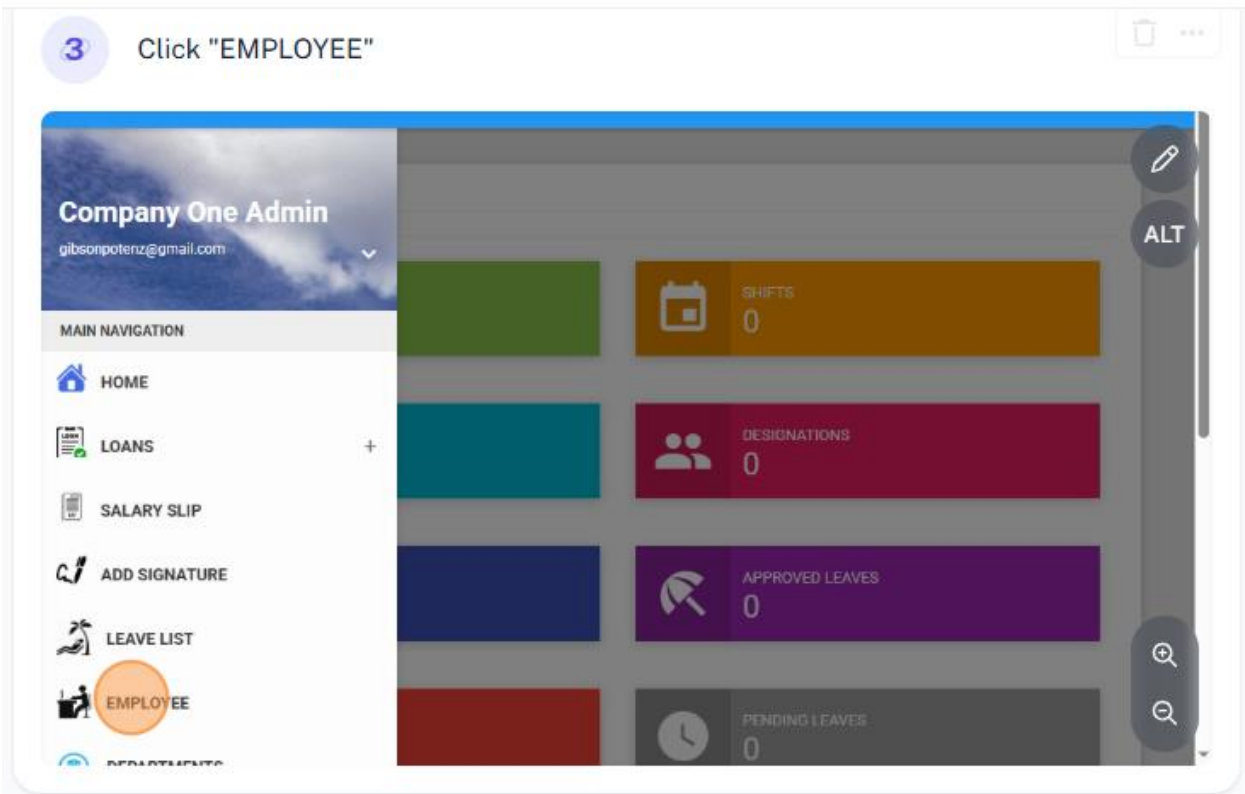 3 Click "EMPLOYEE"
Company One Admin
gibsonpotenz@gmail.com
ALT
MAIN NAVIGATION
SHIFTS
0
HOME
LOANS +
DESIGNATIONS
0
SALARY SLIP
ADD SIGNATURE
APPROVED LEAVES
0
LEAVE LIST
EMPLOYEE
PENDING LEAVES
0
DEPARTMENTS